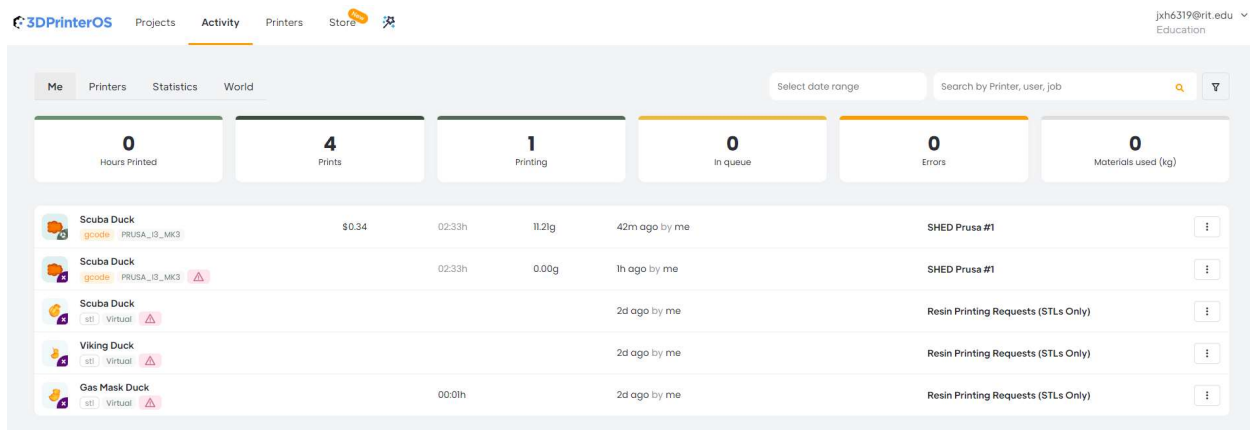 3DPrinterOS Projects Activity Printers Store New jxh6319@rit.edu
Education
Me Printers Statistics World Select date range Search by Printer, user, job
0 4 1 0 0 0
Hours Printed Prints Printing In queue Errors Materials used (kg)
Scuba Duck
gcode PRUSA_I3_MK3 $0.34 02:33h 11.21g 42m ago by me SHED Prusa #1
Scuba Duck
gcode PRUSA_I3_MK3 02:33h 0.00g 1h ago by me SHED Prusa #1
Scuba Duck
stl Virtual 2d ago by me Resin Printing Requests (STLs Only)
Viking Duck
stl Virtual 2d ago by me Resin Printing Requests (STLs Only)
Gas Mask Duck
stl Virtual 00:01h 2d ago by me Resin Printing Requests (STLs Only)